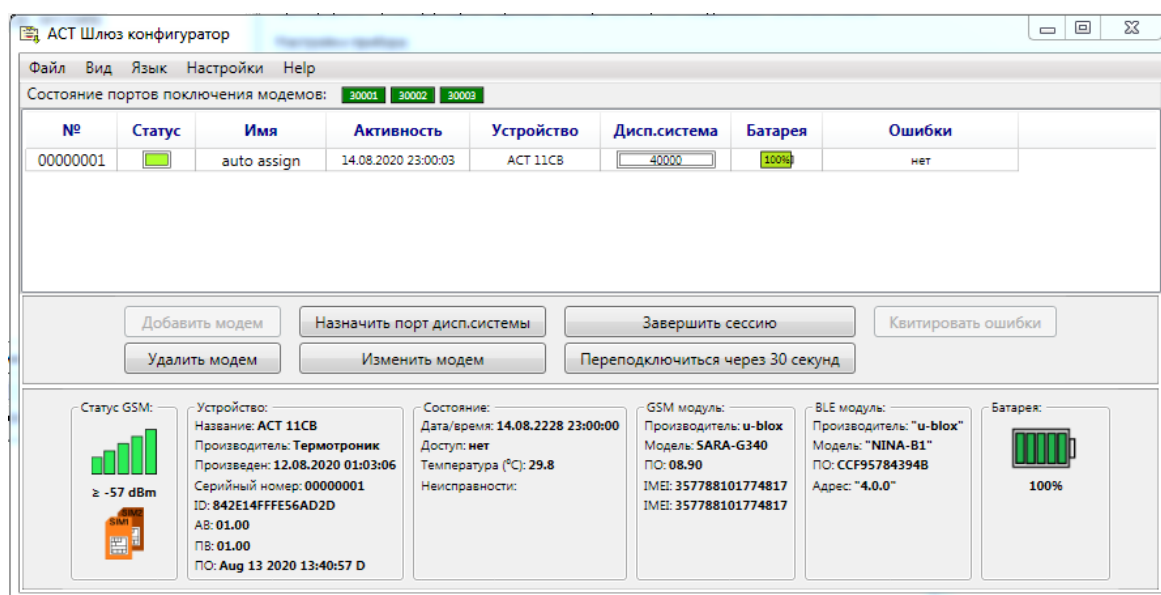 АСТ Шлюз конфигуратор
Файл Вид Язык Настройки Help
Состояние портов поключения модемов: 30001 30002 30003
№ Статус Имя Активность Устройство Дисп.система Батарея Ошибки
00000001 auto assign 14.08.2020 23:00:03 АСТ 11СВ 40000 100% нет
Добавить модем Назначить порт дисп.системы Завершить сессию Квитировать ошибки
Удалить модем Изменить модем Переподключиться через 30 секунд
Статус GSM:
≥ -57 dBm
SIM1 SIM2
Устройство:
Название: АСТ 11СВ
Производитель: Термотроник
Произведен: 12.08.2020 01:03:06
Серийный номер: 00000001
ID: 842E14FFFE56AD2D
АВ: 01.00
ПВ: 01.00
ПО: Aug 13 2020 13:40:57 D
Состояние:
Дата/время: 14.08.2228 23:00:00
Доступ: нет
Температура (°C): 29.8
Неисправности:
GSM модуль:
Производитель: u-blox
Модель: SARA-G340
ПО: 08.90
IMEI: 357788101774817
IMEI: 357788101774817
BLE модуль:
Производитель: "u-blox"
Модель: "NINA-B1"
ПО: CCF95784394B
Адрес: "4.0.0"
Батарея:
100%